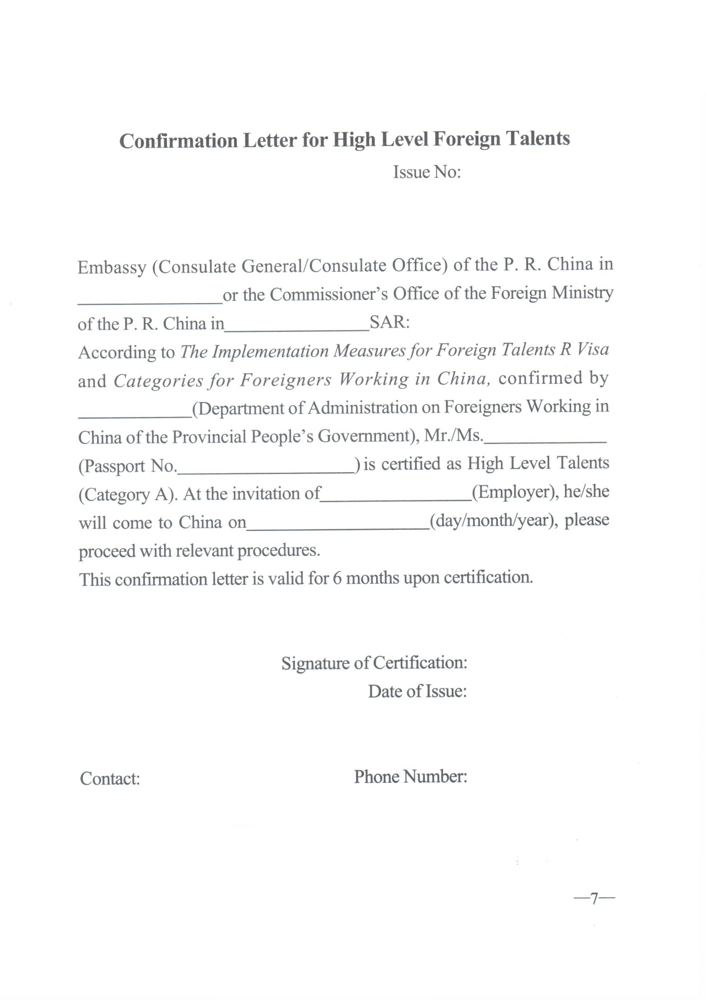 Confirmation Letter for High Level Foreign Talents
Issue No:
Embassy (Consulate General/Consulate Office) of the P. R. China in
________________or the Commissioner’s Office of the Foreign Ministry
of the P. R. China in________________SAR:
According to The Implementation Measures for Foreign Talents R Visa
and Categories for Foreigners Working in China, confirmed by
____________(Department of Administration on Foreigners Working in
China of the Provincial People’s Government), Mr./Ms.____________
(Passport No.__________________) is certified as High Level Talents
(Category A). At the invitation of________________(Employer), he/she
will come to China on__________________(day/month/year), please
proceed with relevant procedures.
This confirmation letter is valid for 6 months upon certification.
Signature of Certification:
Date of Issue:
Contact: Phone Number:
—7—